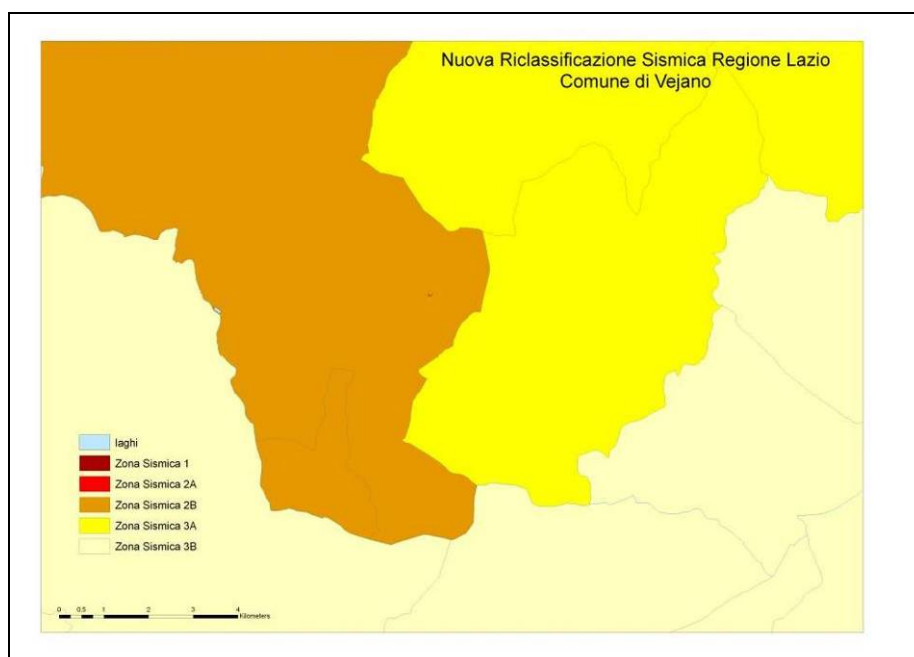 Nuova Riclassificazione Sismica Regione Lazio
Comune di Vejano
laghi
Zona Sismica 1
Zona Sismica 2A
Zona Sismica 2B
Zona Sismica 3A
Zona Sismica 3B
0 0.5 1 2 3 4
Kilometers